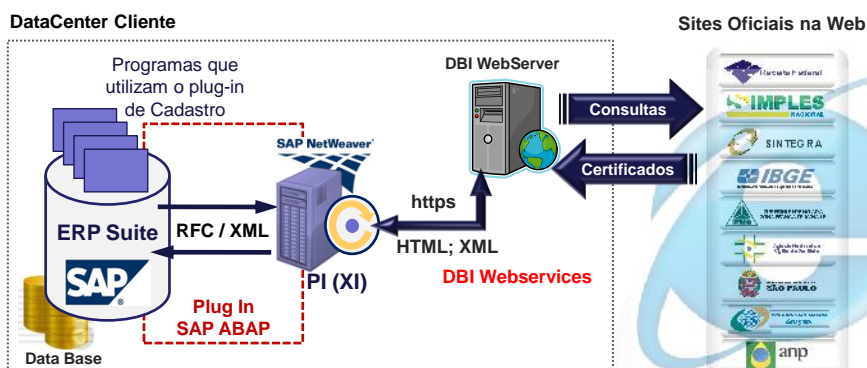 DataCenter Cliente
Sites Oficiais na Web
Programas que
utilizam o plug-in
de Cadastro
DBI WebServer
SAP NetWeaver
Consultas
Certificados
ERP Suite
RFC / XML
https
HTML; XML
PI (XI)
DBI Webservices
SAP
Plug In
SAP ABAP
Data Base
Receita Federal
SIMPLES
NACIONAL
SINTEGRA
IBGE
SÃO PAULO
anp